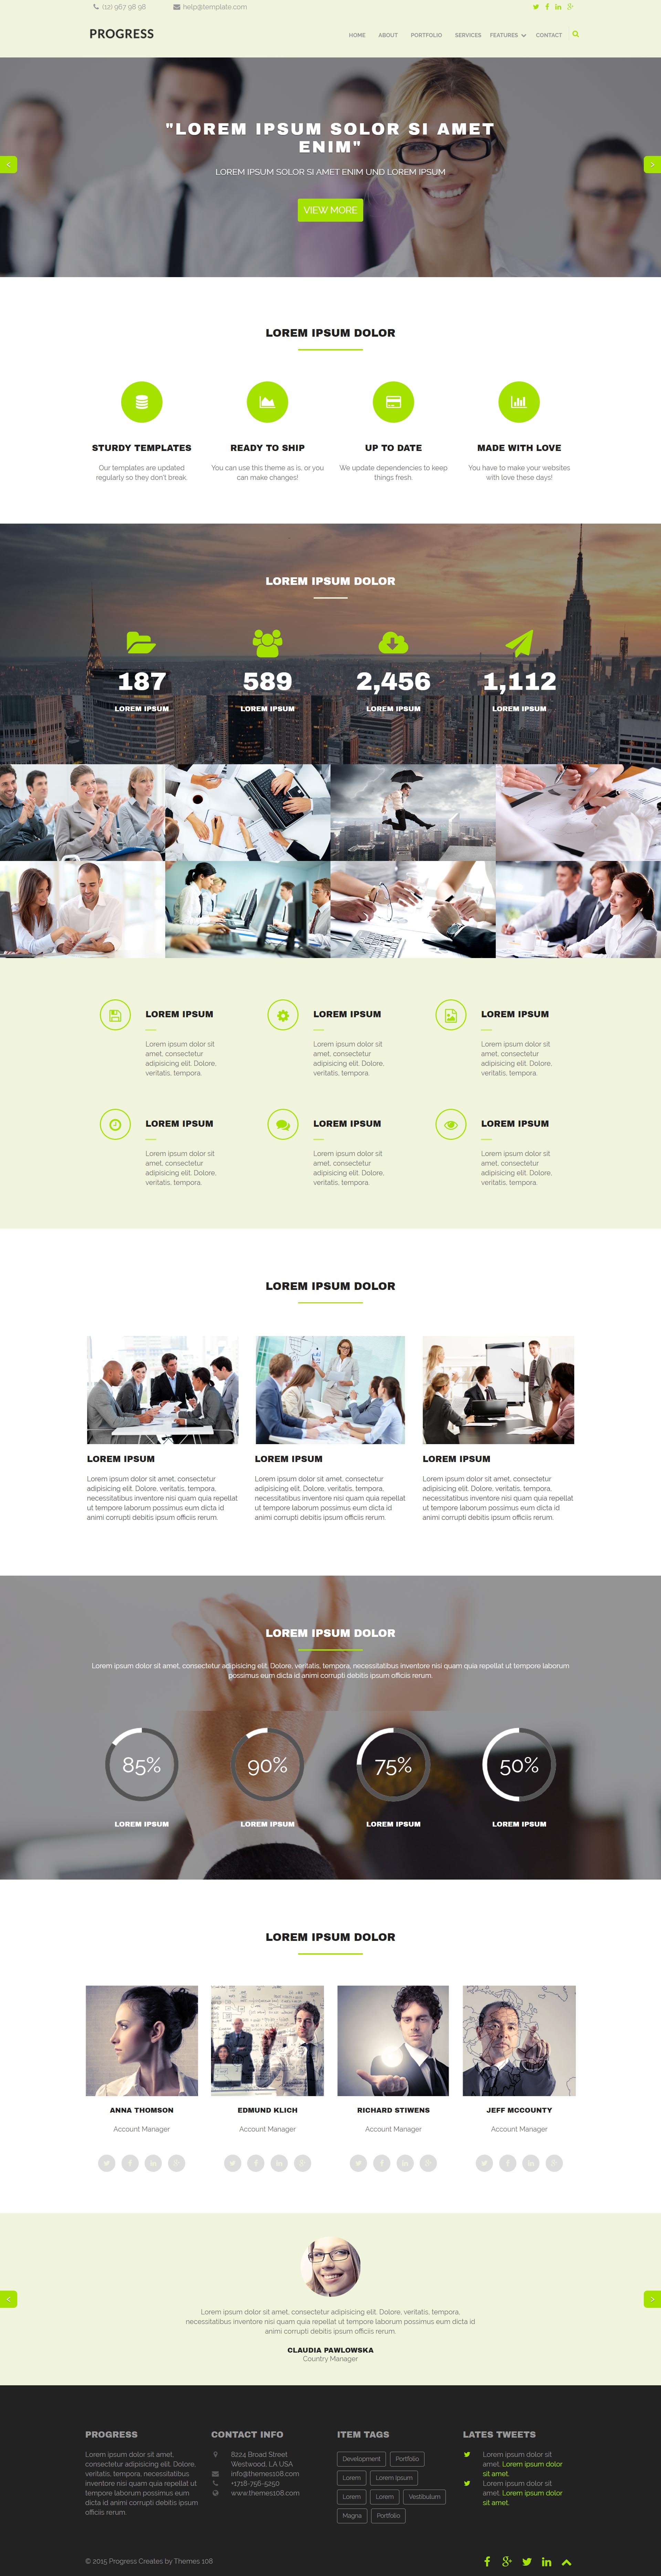 (12) 967 98 98 help@template.com
PROGRESS
HOME ABOUT PORTFOLIO SERVICES FEATURES CONTACT
"LOREM IPSUM SOLOR SI AMET
ENIM"
LOREM IPSUM SOLOR SI AMET ENIM UND LOREM IPSUM
< >
VIEW MORE
LOREM IPSUM DOLOR
STURDY TEMPLATES
Our templates are updated
regularly so they don't break.
READY TO SHIP
You can use this theme as is, or you
can make changes!
UP TO DATE
We update dependencies to keep
things fresh.
MADE WITH LOVE
You have to make your websites
with love these days!
LOREM IPSUM DOLOR
187 589 2,456 1,112
LOREM IPSUM LOREM IPSUM LOREM IPSUM LOREM IPSUM
LOREM IPSUM
Lorem ipsum dolor sit
amet, consectetur
adipisicing elit. Dolore,
veritatis, tempora.
LOREM IPSUM
Lorem ipsum dolor sit
amet, consectetur
adipisicing elit. Dolore,
veritatis, tempora.
LOREM IPSUM
Lorem ipsum dolor sit
amet, consectetur
adipisicing elit. Dolore,
veritatis, tempora.
LOREM IPSUM
Lorem ipsum dolor sit
amet, consectetur
adipisicing elit. Dolore,
veritatis, tempora.
LOREM IPSUM
Lorem ipsum dolor sit
amet, consectetur
adipisicing elit. Dolore,
veritatis, tempora.
LOREM IPSUM
Lorem ipsum dolor sit
amet, consectetur
adipisicing elit. Dolore,
veritatis, tempora.
LOREM IPSUM DOLOR
LOREM IPSUM
Lorem ipsum dolor sit amet, consectetur
adipisicing elit. Dolore, veritatis, tempora,
necessitatibus inventore nisi quam quia repellat
ut tempore laborum possimus eum dicta id
animi corrupti debitis ipsum officiis rerum.
LOREM IPSUM
Lorem ipsum dolor sit amet, consectetur
adipisicing elit. Dolore, veritatis, tempora,
necessitatibus inventore nisi quam quia repellat
ut tempore laborum possimus eum dicta id
animi corrupti debitis ipsum officiis rerum.
LOREM IPSUM
Lorem ipsum dolor sit amet, consectetur
adipisicing elit. Dolore, veritatis, tempora,
necessitatibus inventore nisi quam quia repellat
ut tempore laborum possimus eum dicta id
animi corrupti debitis ipsum officiis rerum.
LOREM IPSUM DOLOR
Lorem ipsum dolor sit amet, consectetur adipisicing elit. Dolore, veritatis, tempora, necessitatibus inventore nisi quam quia repellat ut tempore laborum
possimus eum dicta id animi corrupti debitis ipsum officiis rerum.
85% 90% 75% 50%
LOREM IPSUM LOREM IPSUM LOREM IPSUM LOREM IPSUM
LOREM IPSUM DOLOR
ANNA THOMSON
Account Manager
EDMUND KLICH
Account Manager
RICHARD STIWENS
Account Manager
JEFF MCCOUNTY
Account Manager
< >
Lorem ipsum dolor sit amet, consectetur adipisicing elit. Dolore, veritatis, tempora,
necessitatibus inventore nisi quam quia repellat ut tempore laborum possimus eum dicta id
animi corrupti debitis ipsum officiis rerum.
CLAUDIA PAWLOWSKA
Country Manager
PROGRESS
Lorem ipsum dolor sit amet,
consectetur adipisicing elit. Dolore,
veritatis, tempora, necessitatibus
inventore nisi quam quia repellat ut
tempore laborum possimus eum
dicta id animi corrupti debitis ipsum
officiis rerum.
CONTACT INFO
8224 Broad Street
Westwood, LA USA
info@themes108.com
+1718-756-5250
www.themes108.com
ITEM TAGS
Development Portfolio
Lorem Lorem Ipsum
Lorem Lorem Vestibulum
Magna Portfolio
LATES TWEETS
Lorem ipsum dolor sit
amet, Lorem ipsum dolor
sit amet.
Lorem ipsum dolor sit
amet, Lorem ipsum dolor
sit amet.
© 2015 Progress Creates by Themes 108